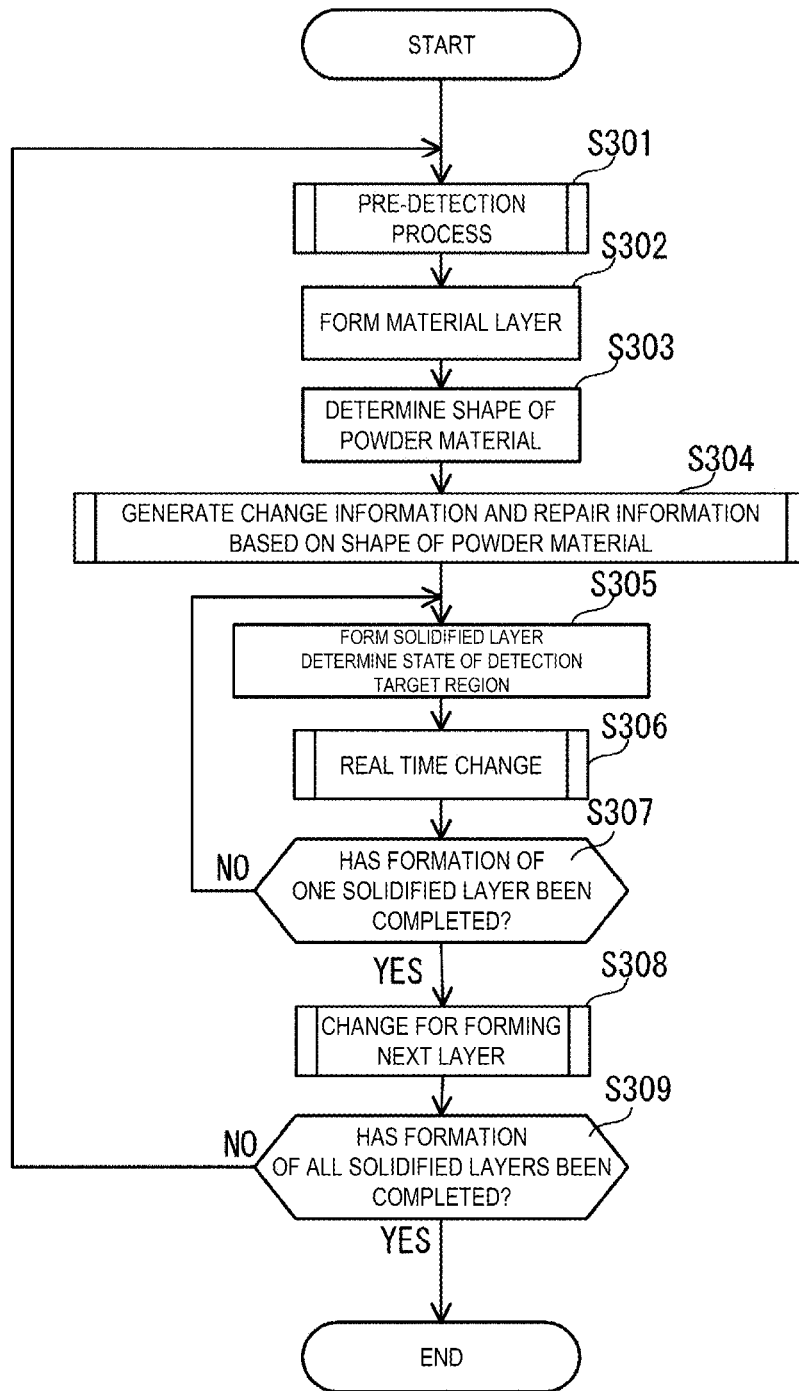 START
S301
PRE-DETECTION
PROCESS
S302
FORM MATERIAL LAYER
S303
DETERMINE SHAPE OF
POWDER MATERIAL
S304
GENERATE CHANGE INFORMATION AND REPAIR INFORMATION
BASED ON SHAPE OF POWDER MATERIAL
S305
FORM SOLIDIFIED LAYER
DETERMINE STATE OF DETECTION
TARGET REGION
S306
REAL TIME CHANGE
S307
HAS FORMATION OF
ONE SOLIDIFIED LAYER BEEN
COMPLETED?
NO
YES
S308
CHANGE FOR FORMING
NEXT LAYER
S309
HAS FORMATION
OF ALL SOLIDIFIED LAYERS BEEN
COMPLETED?
NO
YES
END